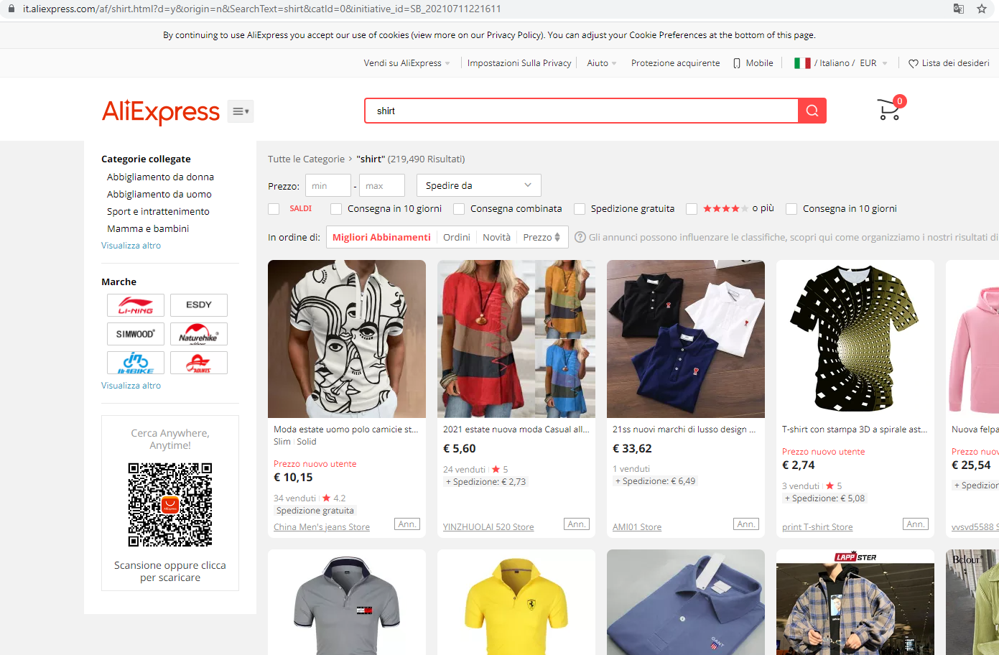 it.aliexpress.com/af/shirt.html?d=y&origin=n&SearchText=shirt&catId=0&initiative_id=SB_20210711221611
By continuing to use AliExpress you accept our use of cookies (view more on our Privacy Policy). You can adjust your Cookie Preferences at the bottom of this page.
Vendi su AliExpress Impostazioni Sulla Privacy Aiuto Protezione acquirente Mobile / Italiano / EUR Lista dei desideri
AliExpress
shirt
0
Categorie collegate
Abbigliamento da donna
Abbigliamento da uomo
Sport e intrattenimento
Mamma e bambini
Visualizza altro
Marche
LI-NING ESDY
SIMWOOD® Naturehike®
INBIKE
Visualizza altro
Cerca Anywhere,
Anytime!
Scansione oppure clicca
per scaricare
Tutte le Categorie > "shirt" (219,490 Risultati)
Prezzo: min - max Spedire da
SALDI Consegna in 10 giorni Consegna combinata Spedizione gratuita ★★★★★ o più Consegna in 10 giorni
In ordine di: Migliori Abbinamenti Ordini Novità Prezzo ? Gli annunci possono influenzare le classifiche, scopri qui come organizziamo i nostri risultati di
Moda estate uomo polo camicie st...
Slim | Solid
Prezzo nuovo utente
€ 10,15
34 venduti | ★ 4.2
Spedizione gratuita
China Men's jeans Store Ann.
2021 estate nuova moda Casual all...
€ 5,60
24 venduti | ★ 5
+ Spedizione: € 2,73
YINZHUOLAI 520 Store Ann.
21ss nuovi marchi di lusso design ...
€ 33,62
1 venduti
+ Spedizione: € 6,49
AMI01 Store Ann.
T-shirt con stampa 3D a spirale ast...
Prezzo nuovo utente
€ 2,74
3 venduti | ★ 5
+ Spedizione: € 5,08
print T-shirt Store Ann.
Nuova felpa
Prezzo nuov
€ 25,54
+ Spedizion
vvsvd5588 S
GANT
LAPPSTER
Bclout